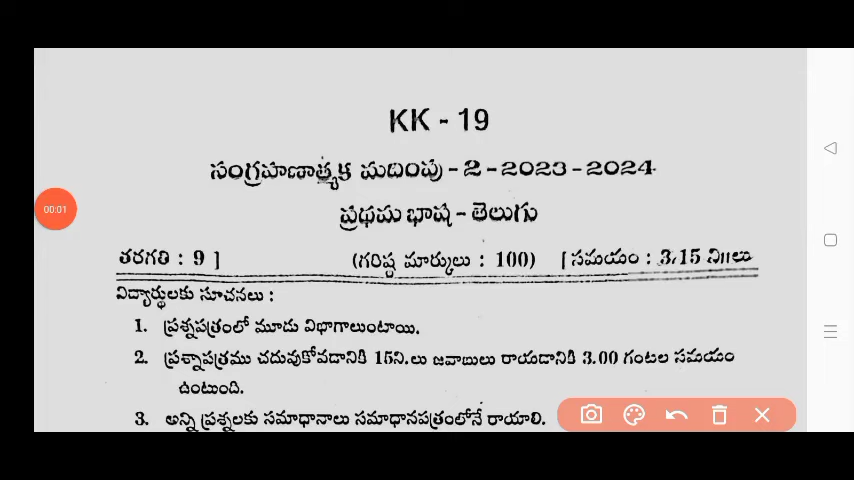 KK - 19
సంగ్రహణాత్మక మదింపు - 2 - 2023 - 2024
ప్రథమ భాష - తెలుగు
00:01
తరగతి : 9 ] (గరిష్ఠ మార్కులు : 100) [ సమయం : 3.15 ని॥లు
విద్యార్థులకు సూచనలు :
1. ప్రశ్నపత్రంలో మూడు విభాగాలుంటాయి.
2. ప్రశ్నాపత్రము చదువుకోవడానికి 15ని.లు జవాబులు రాయడానికి 3.00 గంటల సమయం
ఉంటుంది.
3. అన్ని ప్రశ్నలకు సమాధానాలు సమాధానపత్రంలోనే రాయాలి.